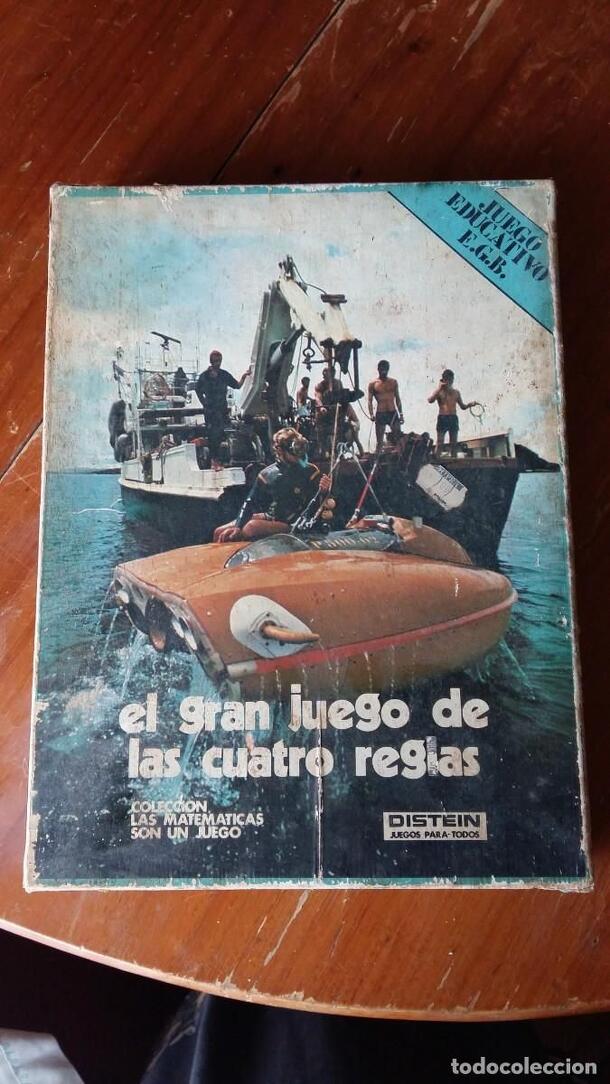 JUEGO
EDUCATIVO
E.G.B.
el gran juego de
las cuatro reglas
COLECCION
LAS MATEMATICAS
SON UN JUEGO
DISTEIN
JUEGOS PARA-TODOS
todocoleccion